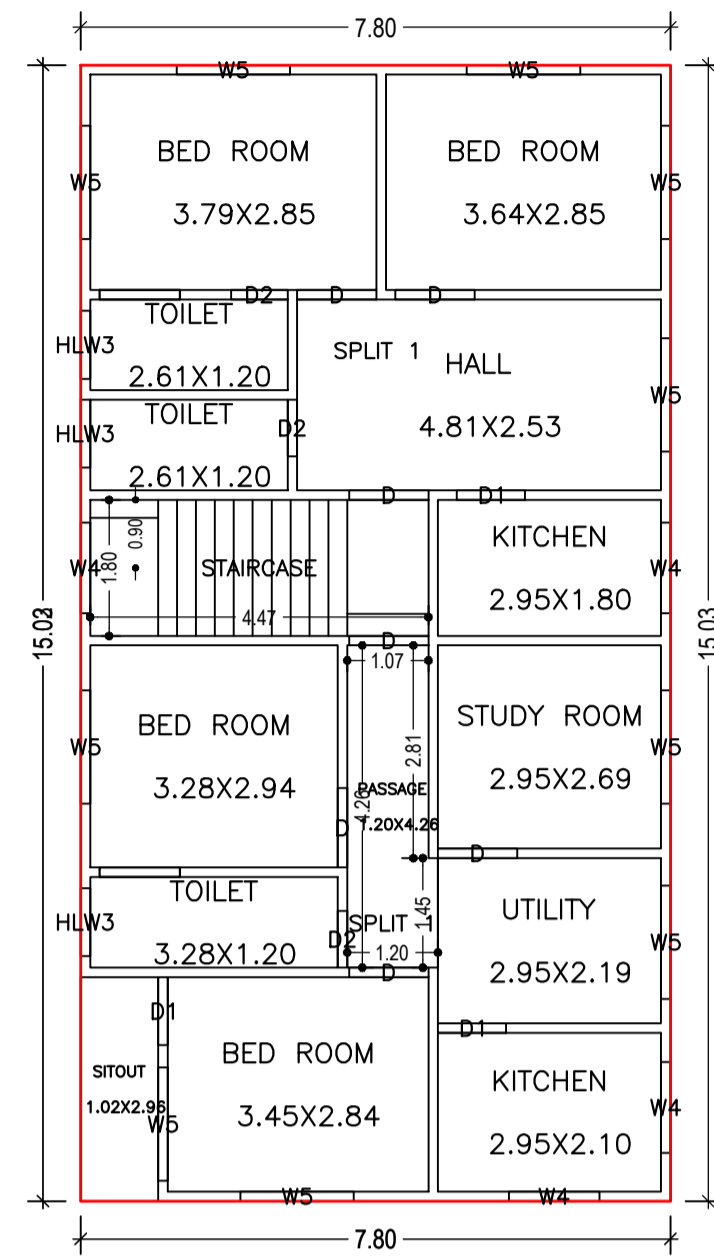 7.80
W5
W5
BED ROOM
3.79X2.85
BED ROOM
3.64X2.85
W5
W5
D2
D
D
TOILET
2.61X1.20
HLW3
SPLIT 1
HALL
4.81X2.53
W5
TOILET
2.61X1.20
HLW3
D2
D
D1
0.90
1.80
W4
STAIRCASE
4.47
KITCHEN
2.95X1.80
W4
15.03
D
1.07
BED ROOM
3.28X2.94
W5
2.81
4.26
PASSAGE
1.20X4.26
D
STUDY ROOM
2.95X2.69
W5
D
TOILET
3.28X1.20
HLW3
D2
SPLIT 1
1.45
1.20
D
UTILITY
2.95X2.19
W5
D1
D1
SITOUT
1.02X2.96
W5
BED ROOM
3.45X2.84
W5
KITCHEN
2.95X2.10
W4
W4
7.80